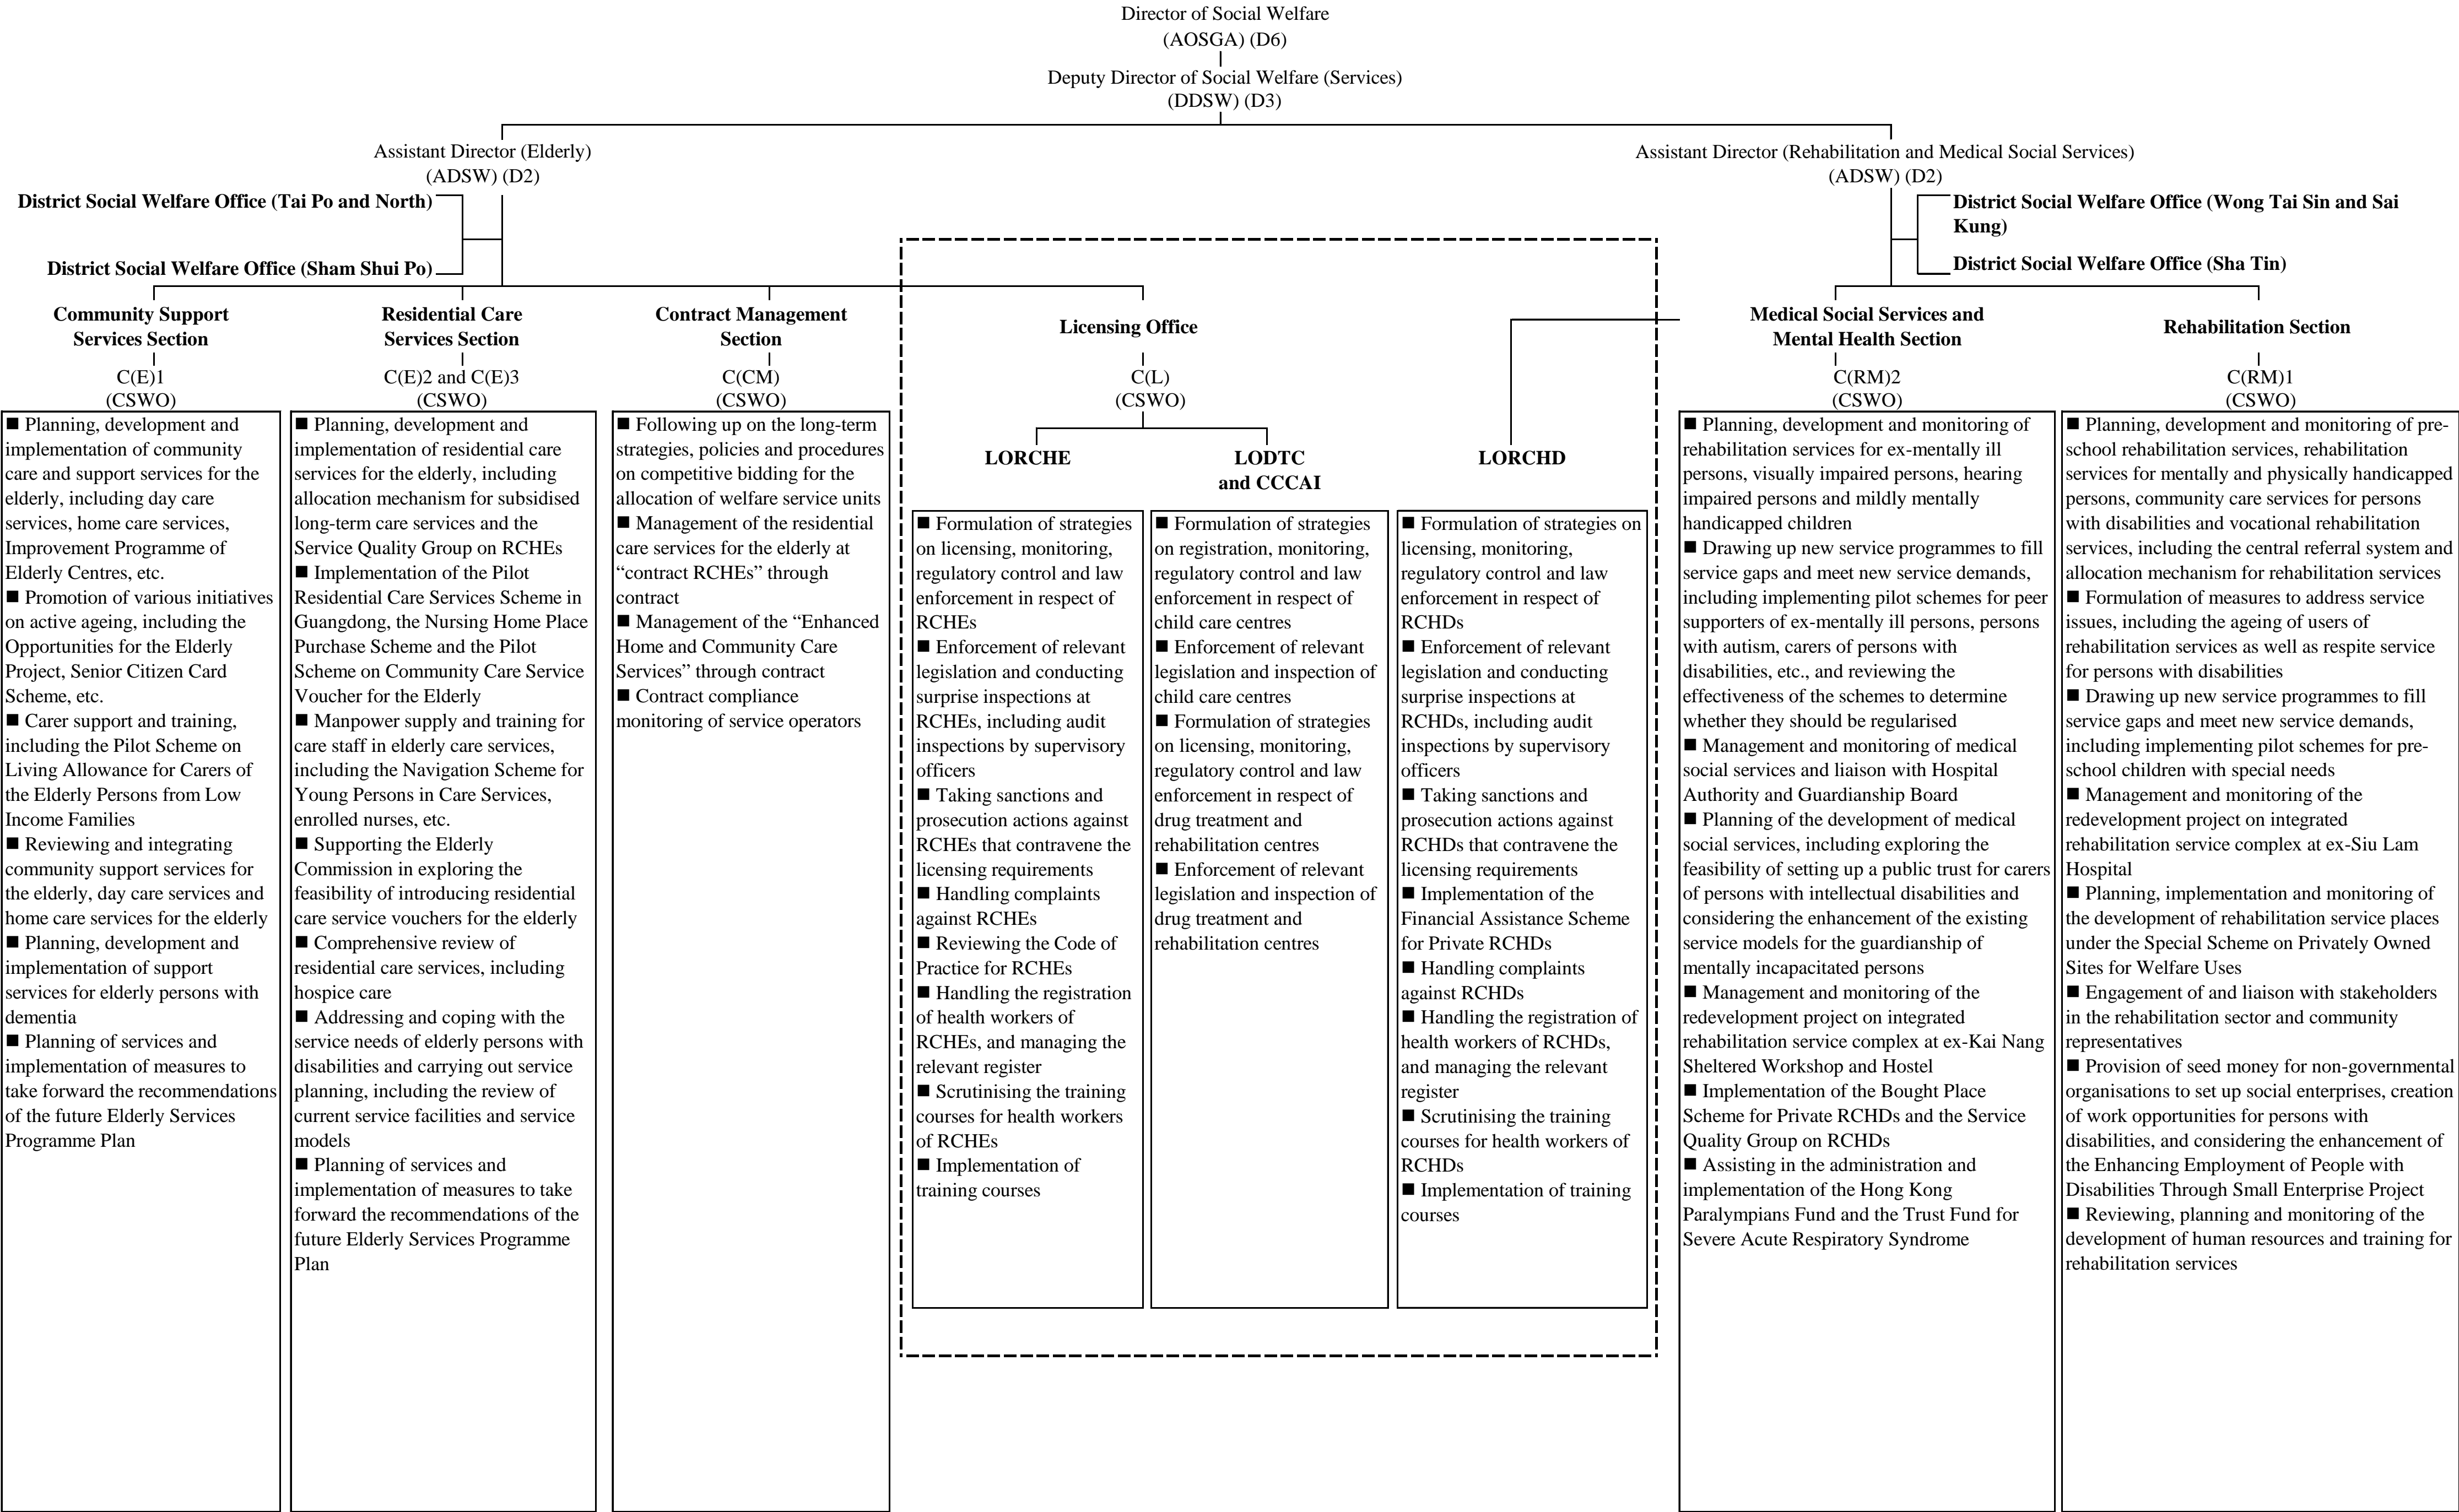 Director of Social Welfare
(AOSGA) (D6)
Deputy Director of Social Welfare (Services)
(DDSW) (D3)
Assistant Director (Elderly)
(ADSW) (D2)
District Social Welfare Office (Tai Po and North)
District Social Welfare Office (Sham Shui Po)
Assistant Director (Rehabilitation and Medical Social Services)
(ADSW) (D2)
District Social Welfare Office (Wong Tai Sin and Sai
Kung)
District Social Welfare Office (Sha Tin)
Community Support
Services Section
C(E)1
(CSWO)
■ Planning, development and
implementation of community
care and support services for the
elderly, including day care
services, home care services,
Improvement Programme of
Elderly Centres, etc.
■ Promotion of various initiatives
on active ageing, including the
Opportunities for the Elderly
Project, Senior Citizen Card
Scheme, etc.
■ Carer support and training,
including the Pilot Scheme on
Living Allowance for Carers of
the Elderly Persons from Low
Income Families
■ Reviewing and integrating
community support services for
the elderly, day care services and
home care services for the elderly
■ Planning, development and
implementation of support
services for elderly persons with
dementia
■ Planning of services and
implementation of measures to
take forward the recommendations
of the future Elderly Services
Programme Plan
Residential Care
Services Section
C(E)2 and C(E)3
(CSWO)
■ Planning, development and
implementation of residential care
services for the elderly, including
allocation mechanism for subsidised
long-term care services and the
Service Quality Group on RCHEs
■ Implementation of the Pilot
Residential Care Services Scheme in
Guangdong, the Nursing Home Place
Purchase Scheme and the Pilot
Scheme on Community Care Service
Voucher for the Elderly
■ Manpower supply and training for
care staff in elderly care services,
including the Navigation Scheme for
Young Persons in Care Services,
enrolled nurses, etc.
■ Supporting the Elderly
Commission in exploring the
feasibility of introducing residential
care service vouchers for the elderly
■ Comprehensive review of
residential care services, including
hospice care
■ Addressing and coping with the
service needs of elderly persons with
disabilities and carrying out service
planning, including the review of
current service facilities and service
models
■ Planning of services and
implementation of measures to take
forward the recommendations of the
future Elderly Services Programme
Plan
Contract Management
Section
C(CM)
(CSWO)
■ Following up on the long-term
strategies, policies and procedures
on competitive bidding for the
allocation of welfare service units
■ Management of the residential
care services for the elderly at
“contract RCHEs” through
contract
■ Management of the “Enhanced
Home and Community Care
Services” through contract
■ Contract compliance
monitoring of service operators
Licensing Office
C(L)
(CSWO)
LORCHE
■ Formulation of strategies
on licensing, monitoring,
regulatory control and law
enforcement in respect of
RCHEs
■ Enforcement of relevant
legislation and conducting
surprise inspections at
RCHEs, including audit
inspections by supervisory
officers
■ Taking sanctions and
prosecution actions against
RCHEs that contravene the
licensing requirements
■ Handling complaints
against RCHEs
■ Reviewing the Code of
Practice for RCHEs
■ Handling the registration
of health workers of
RCHEs, and managing the
relevant register
■ Scrutinising the training
courses for health workers
of RCHEs
■ Implementation of
training courses
LODTC
and CCCAI
■ Formulation of strategies
on registration, monitoring,
regulatory control and law
enforcement in respect of
child care centres
■ Enforcement of relevant
legislation and inspection of
child care centres
■ Formulation of strategies
on licensing, monitoring,
regulatory control and law
enforcement in respect of
drug treatment and
rehabilitation centres
■ Enforcement of relevant
legislation and inspection of
drug treatment and
rehabilitation centres
LORCHD
■ Formulation of strategies on
licensing, monitoring,
regulatory control and law
enforcement in respect of
RCHDs
■ Enforcement of relevant
legislation and conducting
surprise inspections at
RCHDs, including audit
inspections by supervisory
officers
■ Taking sanctions and
prosecution actions against
RCHDs that contravene the
licensing requirements
■ Implementation of the
Financial Assistance Scheme
for Private RCHDs
■ Handling complaints
against RCHDs
■ Handling the registration of
health workers of RCHDs,
and managing the relevant
register
■ Scrutinising the training
courses for health workers of
RCHDs
■ Implementation of training
courses
Medical Social Services and
Mental Health Section
C(RM)2
(CSWO)
■ Planning, development and monitoring of
rehabilitation services for ex-mentally ill
persons, visually impaired persons, hearing
impaired persons and mildly mentally
handicapped children
■ Drawing up new service programmes to fill
service gaps and meet new service demands,
including implementing pilot schemes for peer
supporters of ex-mentally ill persons, persons
with autism, carers of persons with
disabilities, etc., and reviewing the
effectiveness of the schemes to determine
whether they should be regularised
■ Management and monitoring of medical
social services and liaison with Hospital
Authority and Guardianship Board
■ Planning of the development of medical
social services, including exploring the
feasibility of setting up a public trust for carers
of persons with intellectual disabilities and
considering the enhancement of the existing
service models for the guardianship of
mentally incapacitated persons
■ Management and monitoring of the
redevelopment project on integrated
rehabilitation service complex at ex-Kai Nang
Sheltered Workshop and Hostel
■ Implementation of the Bought Place
Scheme for Private RCHDs and the Service
Quality Group on RCHDs
■ Assisting in the administration and
implementation of the Hong Kong
Paralympians Fund and the Trust Fund for
Severe Acute Respiratory Syndrome
Rehabilitation Section
C(RM)1
(CSWO)
■ Planning, development and monitoring of pre-
school rehabilitation services, rehabilitation
services for mentally and physically handicapped
persons, community care services for persons
with disabilities and vocational rehabilitation
services, including the central referral system and
allocation mechanism for rehabilitation services
■ Formulation of measures to address service
issues, including the ageing of users of
rehabilitation services as well as respite service
for persons with disabilities
■ Drawing up new service programmes to fill
service gaps and meet new service demands,
including implementing pilot schemes for pre-
school children with special needs
■ Management and monitoring of the
redevelopment project on integrated
rehabilitation service complex at ex-Siu Lam
Hospital
■ Planning, implementation and monitoring of
the development of rehabilitation service places
under the Special Scheme on Privately Owned
Sites for Welfare Uses
■ Engagement of and liaison with stakeholders
in the rehabilitation sector and community
representatives
■ Provision of seed money for non-governmental
organisations to set up social enterprises, creation
of work opportunities for persons with
disabilities, and considering the enhancement of
the Enhancing Employment of People with
Disabilities Through Small Enterprise Project
■ Reviewing, planning and monitoring of the
development of human resources and training for
rehabilitation services